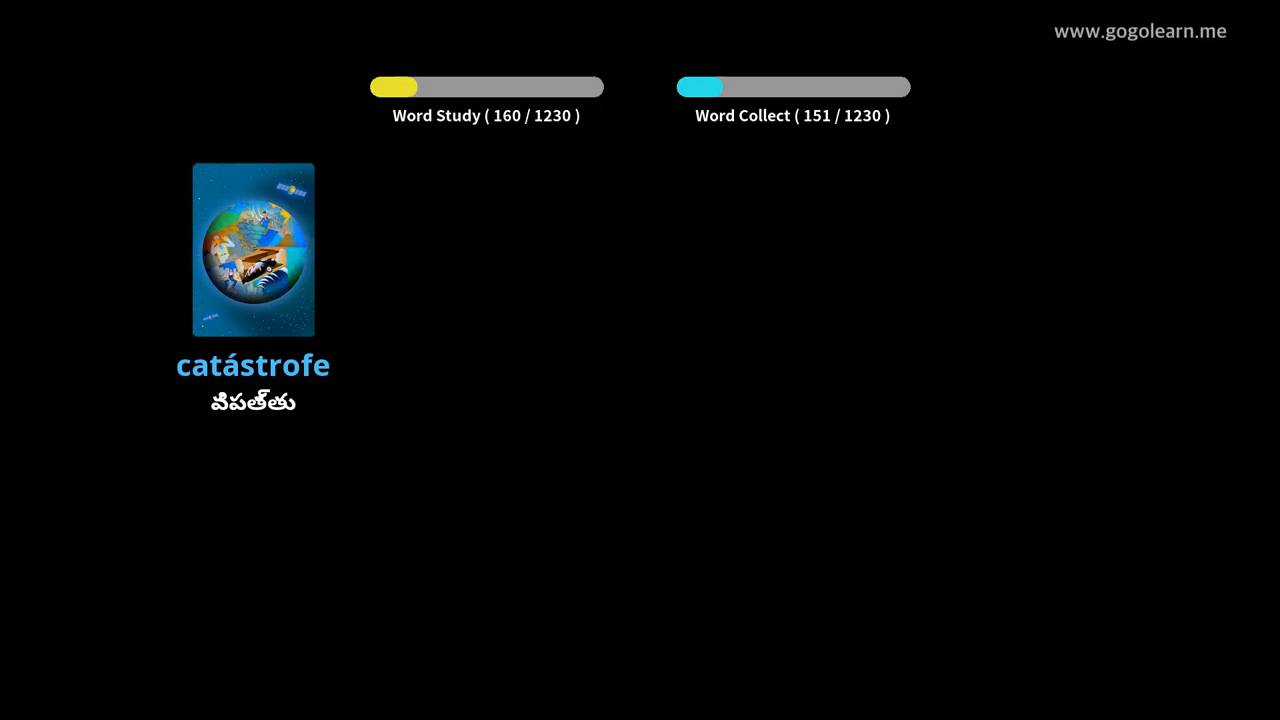 www.gogolearn.me
Word Study ( 160 / 1230 )
Word Collect ( 151 / 1230 )
catástrofe
విపత్తు